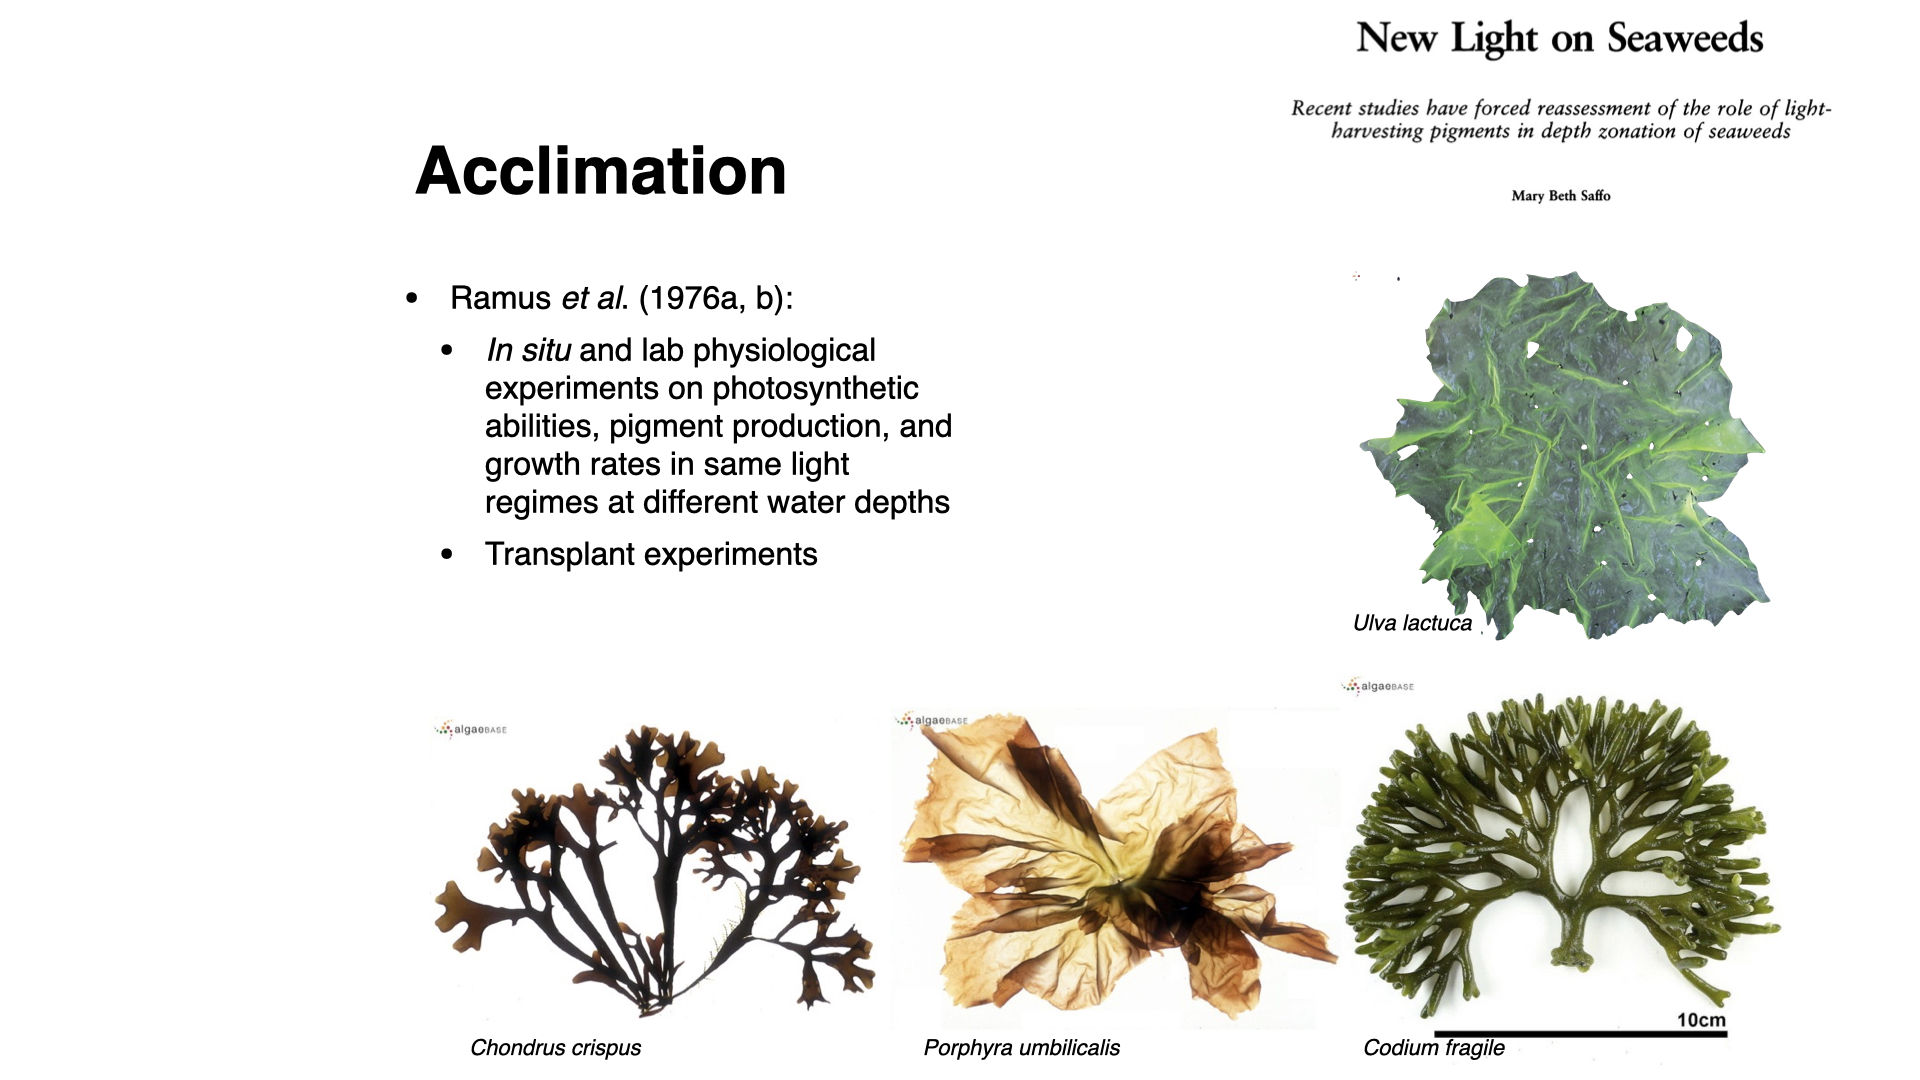 New Light on Seaweeds
Recent studies have forced reassessment of the role of light-
harvesting pigments in depth zonation of seaweeds
Mary Beth Saffo
Acclimation
• Ramus et al. (1976a, b):
• In situ and lab physiological
experiments on photosynthetic
abilities, pigment production, and
growth rates in same light
regimes at different water depths
• Transplant experiments
Ulva lactuca
algaeBASE
algaeBASE
algaeBASE
10cm
Chondrus crispus
Porphyra umbilicalis
Codium fragile